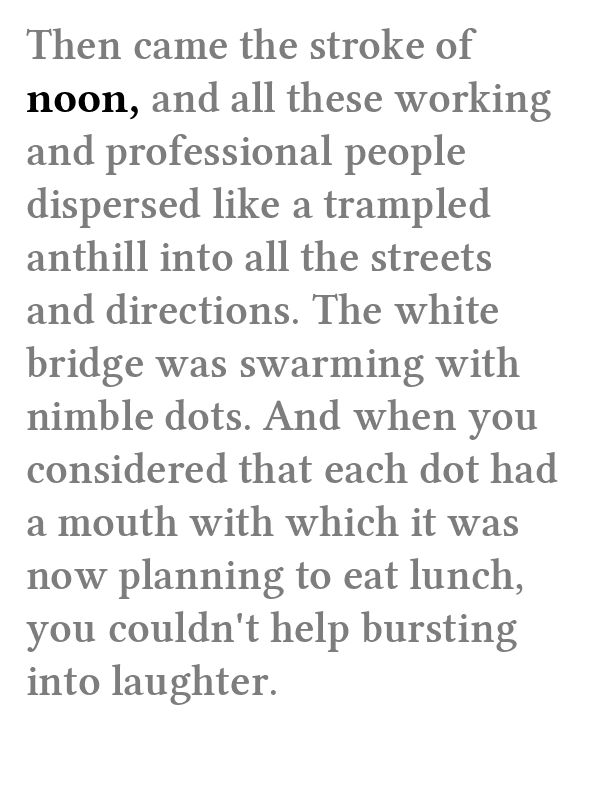 Then came the stroke of
noon, and all these working
and professional people
dispersed like a trampled
anthill into all the streets
and directions. The white
bridge was swarming with
nimble dots. And when you
considered that each dot had
a mouth with which it was
now planning to eat lunch,
you couldn't help bursting
into laughter.